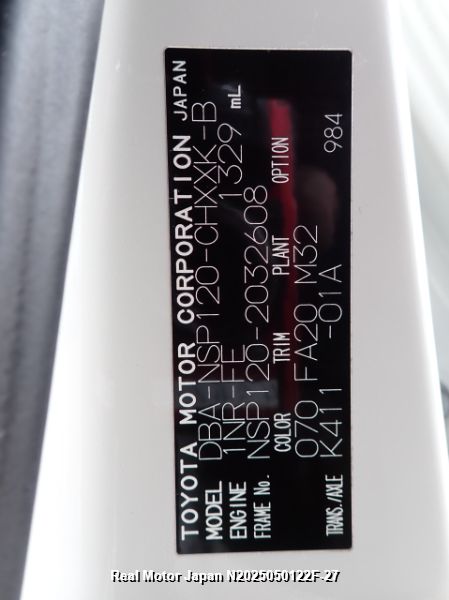 TOYOTA MOTOR CORPORATION JAPAN
MODEL DBA-NSP120-CHXXK-B
ENGINE 1NR-FE 1329 mL
FRAME No. NSP120-2032608
COLOR TRIM PLANT OPTION
070 FA20 M32 984
TRANS./AXLE K411 -01A
Real Motor Japan N2025050122F-27